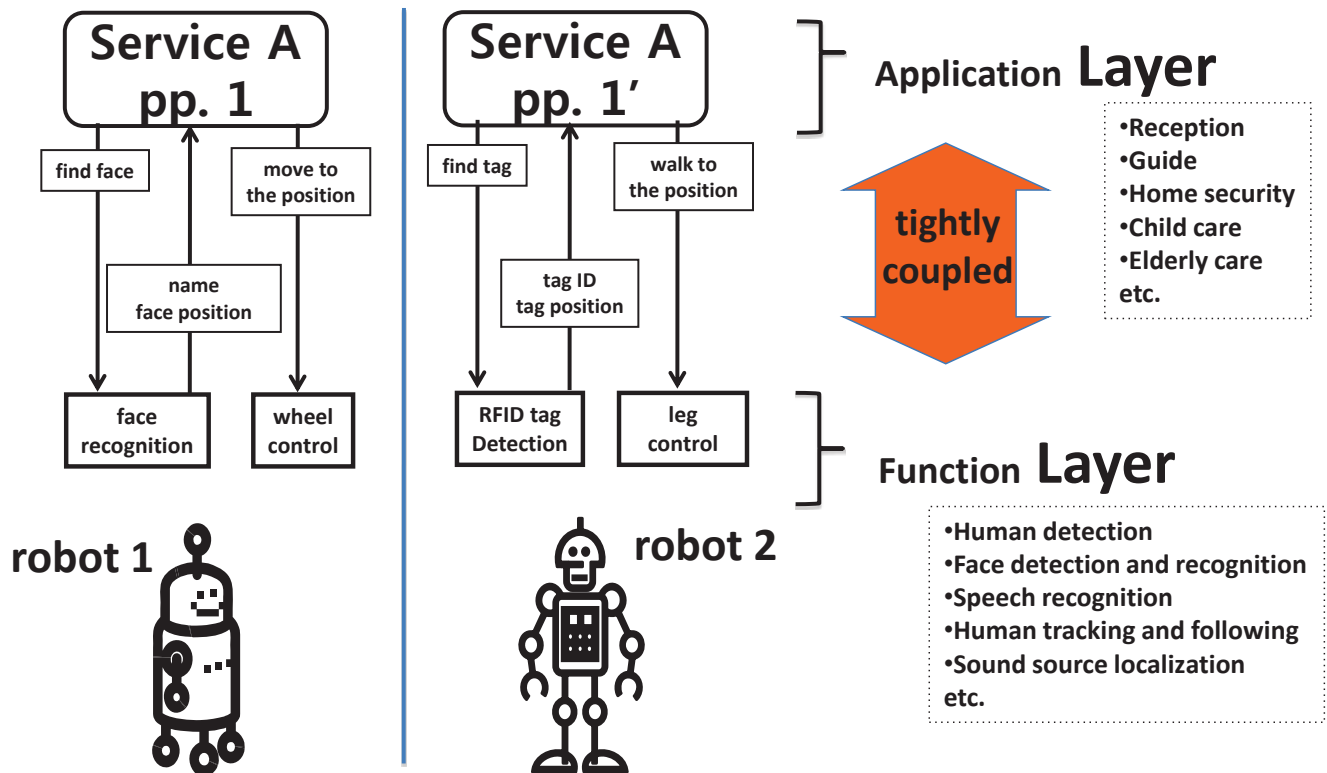 Service A
pp. 1
find face
move to
the position
name
face position
face
recognition
wheel
control
robot 1
Service A
pp. 1’
find tag
walk to
the position
tag ID
tag position
RFID tag
Detection
leg
control
robot 2
Application Layer
•Reception
•Guide
•Home security
•Child care
•Elderly care
etc.
tightly
coupled
Function Layer
•Human detection
•Face detection and recognition
•Speech recognition
•Human tracking and following
•Sound source localization
etc.